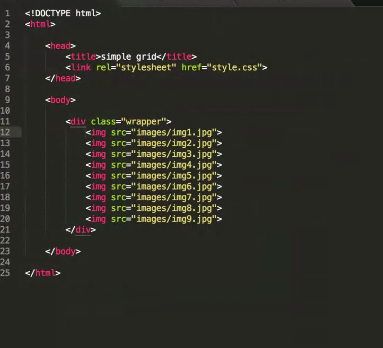 1 <!DOCTYPE html>
2 <html>
3
4 <head>
5 <title>simple grid</title>
6 <link rel="stylesheet" href="style.css">
7 </head>
8
9 <body>
10
11 <div class="wrapper">
12 <img src="images/img1.jpg">
13 <img src="images/img2.jpg">
14 <img src="images/img3.jpg">
15 <img src="images/img4.jpg">
16 <img src="images/img5.jpg">
17 <img src="images/img6.jpg">
18 <img src="images/img7.jpg">
19 <img src="images/img8.jpg">
20 <img src="images/img9.jpg">
21 </div>
22
23 </body>
24
25 </html>